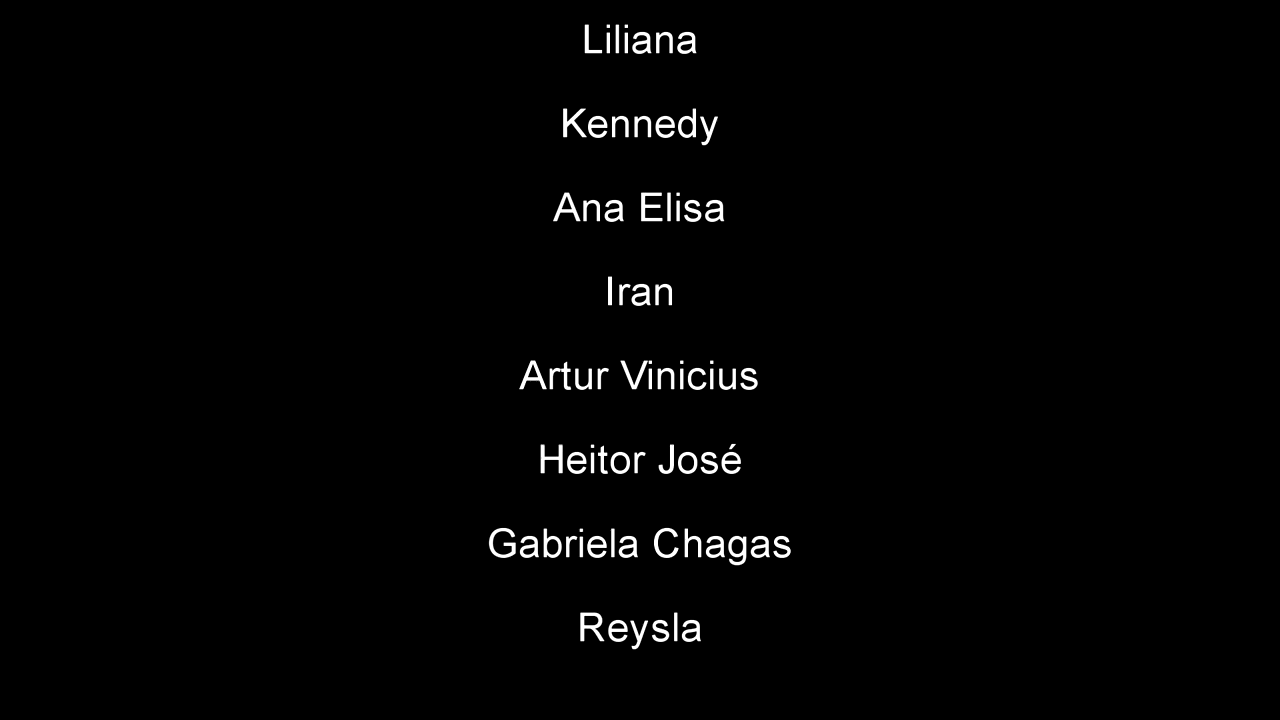 Liliana
Kennedy
Ana Elisa
Iran
Artur Vinicius
Heitor José
Gabriela Chagas
Reysla